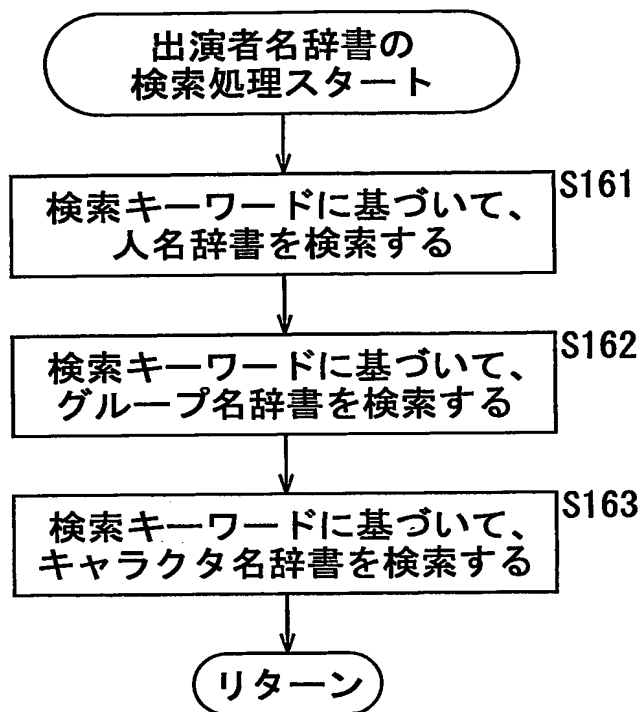 出演者名辞書の
検索処理スタート
S161
検索キーワードに基づいて、
人名辞書を検索する
S162
検索キーワードに基づいて、
グループ名辞書を検索する
S163
検索キーワードに基づいて、
キャラクタ名辞書を検索する
リターン